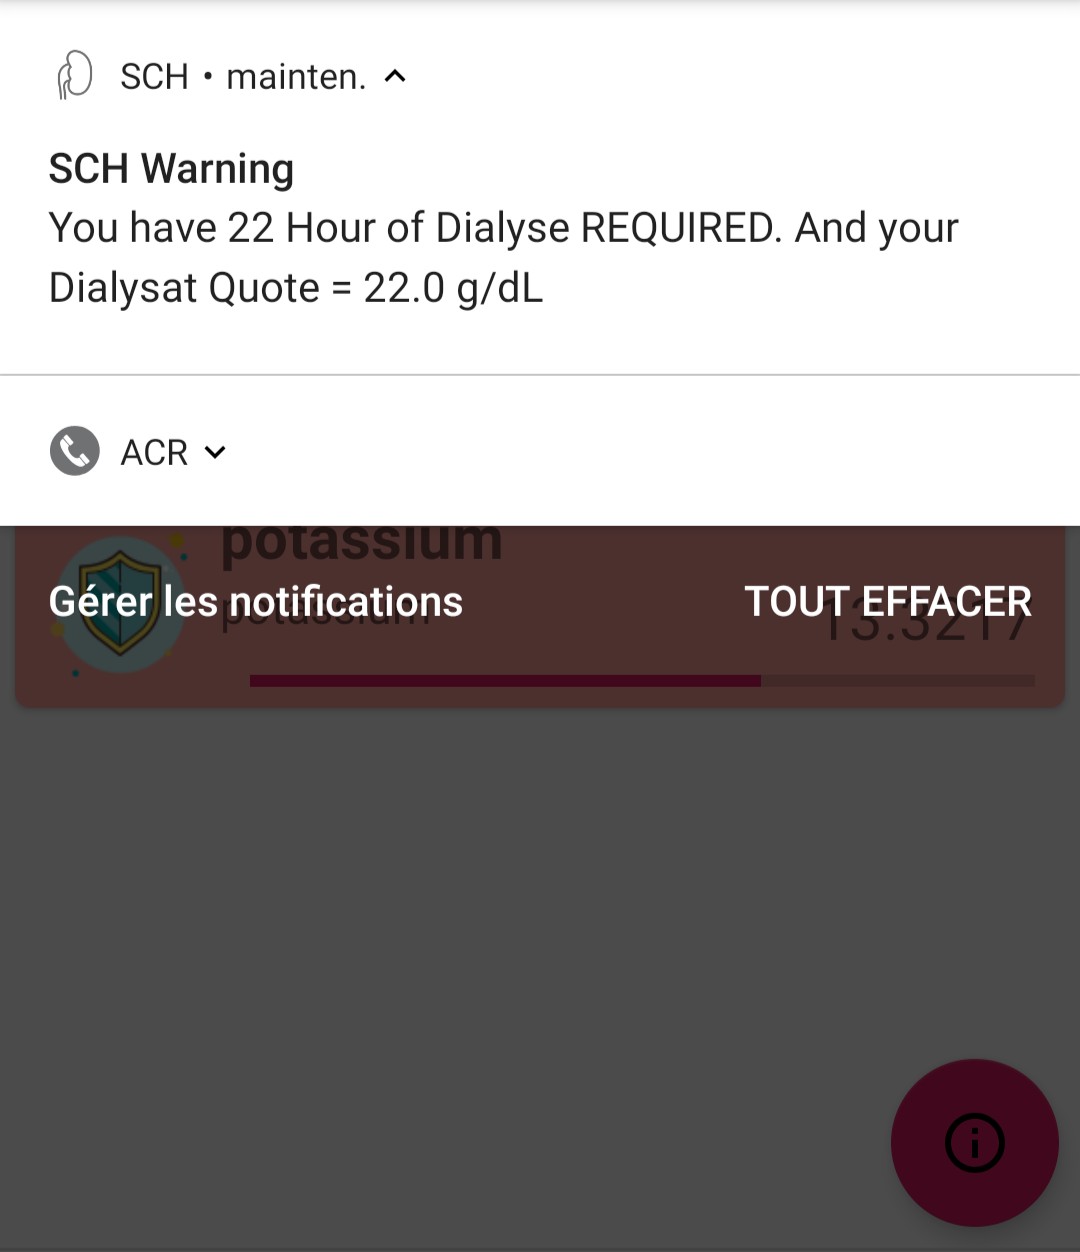 SCH • mainten.
SCH Warning
You have 22 Hour of Dialyse REQUIRED. And your
Dialysat Quote = 22.0 g/dL
ACR
potassium
Gérer les notifications
TOUT EFFACER
potassium
13.3217